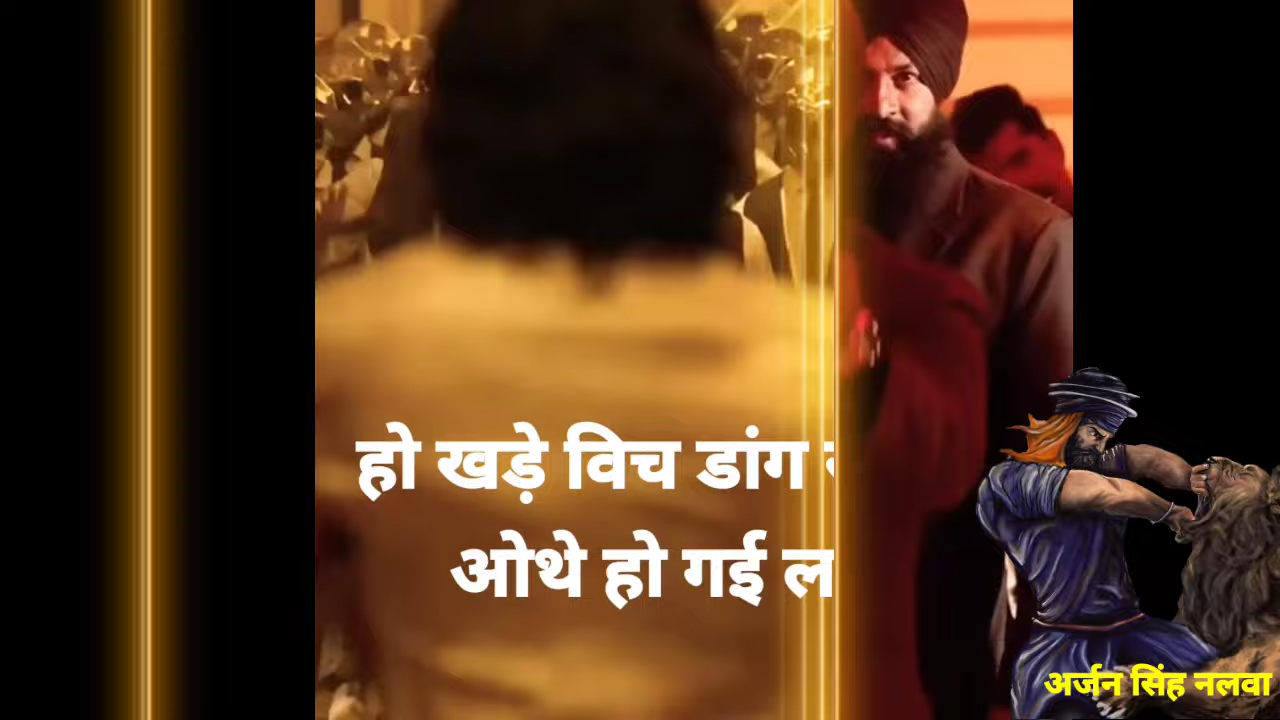 हो खड़े विच डांग
ओथे हो गई
अर्जन सिंह नलवा